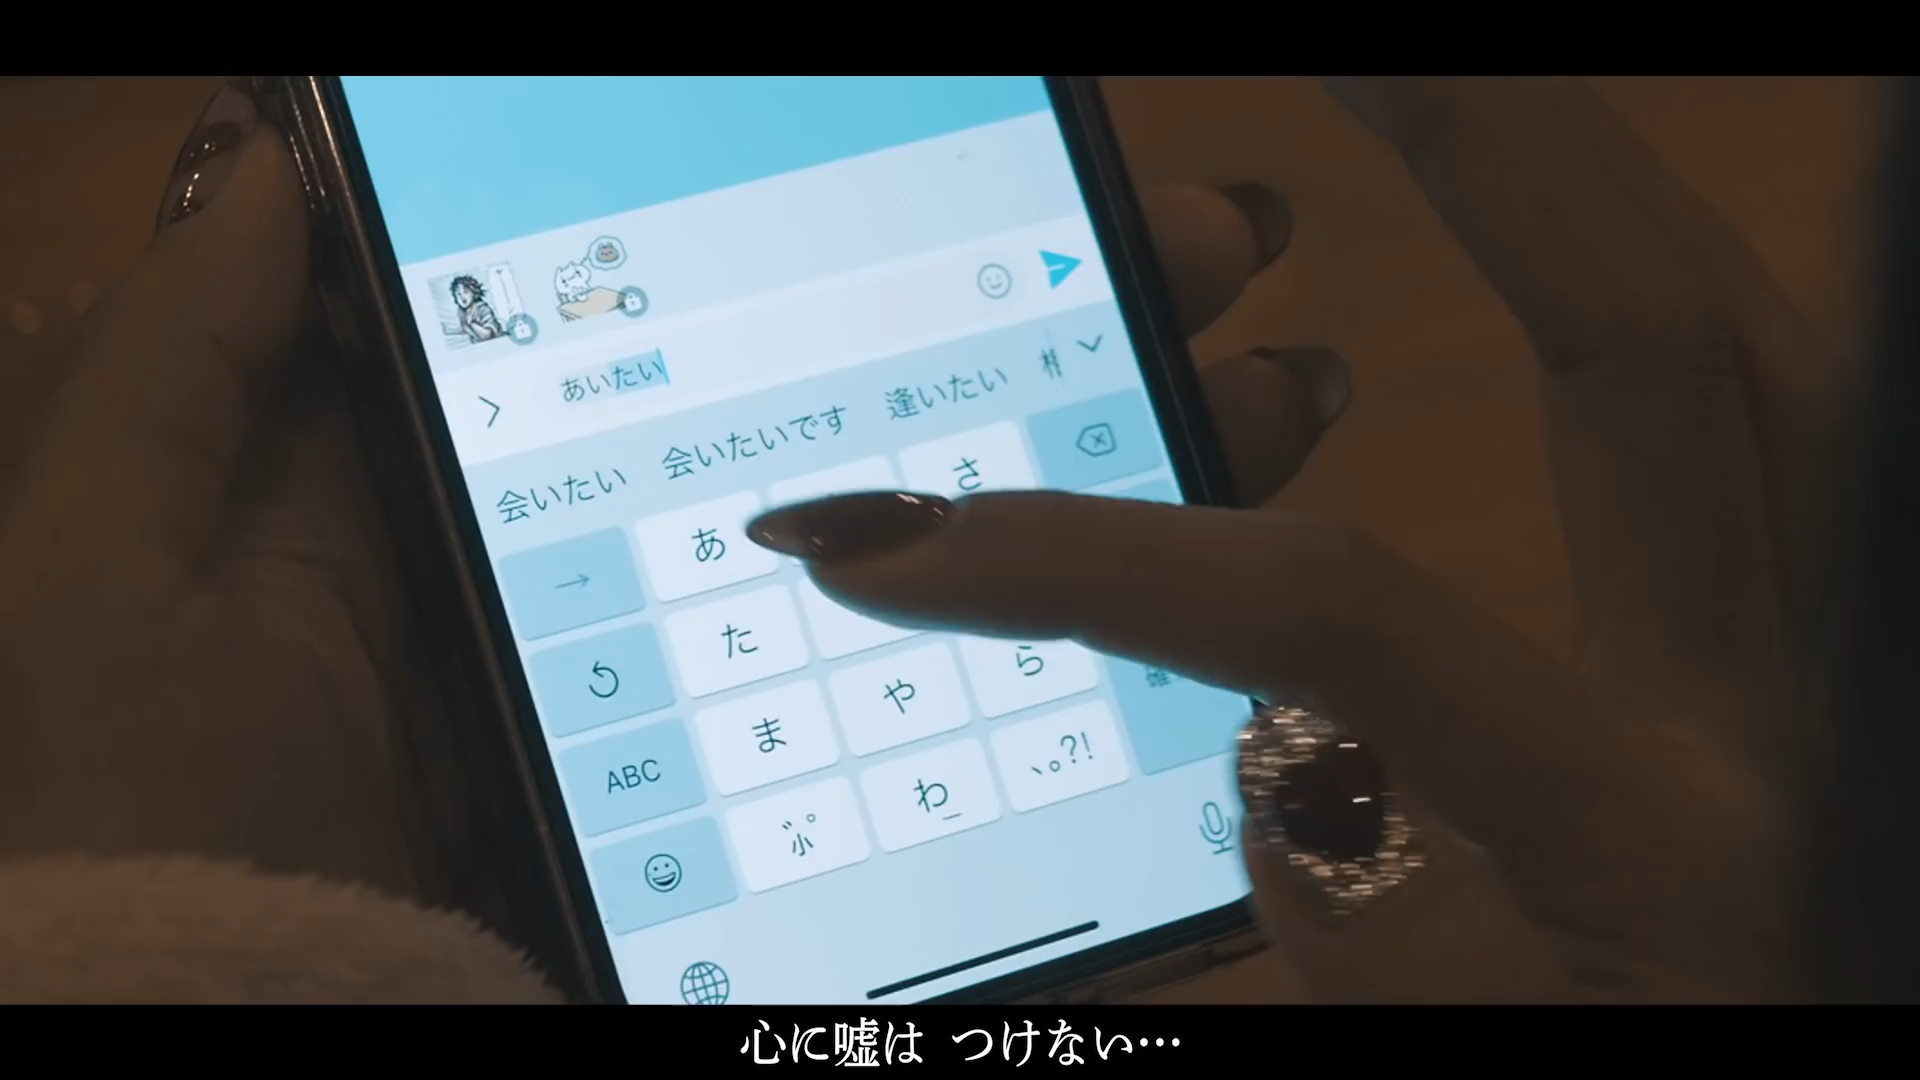 あいたい
会いたい 会いたいです 逢いたい
→ あ さ
た
ABC ま や ら
小 わ 、。?!
心に嘘は つけない…